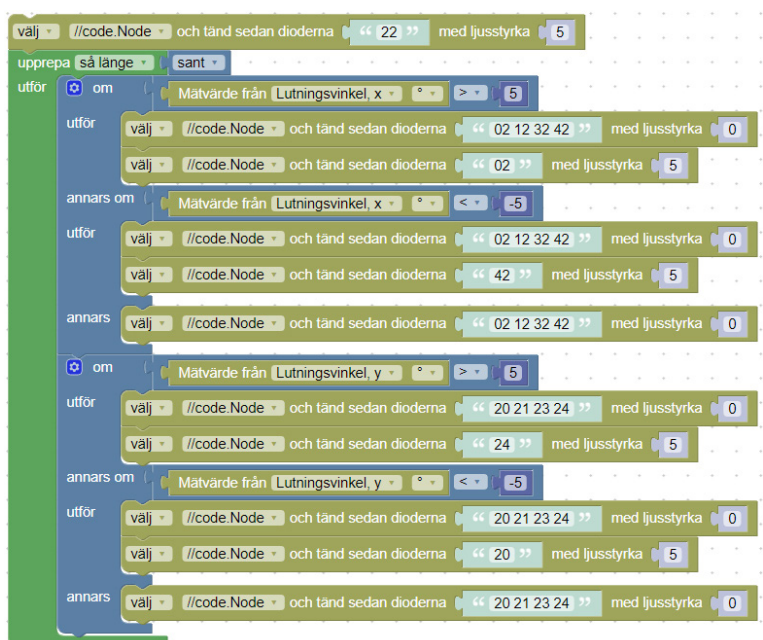 välj //code.Node och tänd sedan dioderna “ 22 ” med ljusstyrka 5
upprepa så länge sant
utför om Mätvärde från Lutningsvinkel, x ° > 5
utför välj //code.Node och tänd sedan dioderna “ 02 12 32 42 ” med ljusstyrka 0
välj //code.Node och tänd sedan dioderna “ 02 ” med ljusstyrka 5
annars om Mätvärde från Lutningsvinkel, x ° < -5
utför välj //code.Node och tänd sedan dioderna “ 02 12 32 42 ” med ljusstyrka 0
välj //code.Node och tänd sedan dioderna “ 42 ” med ljusstyrka 5
annars välj //code.Node och tänd sedan dioderna “ 02 12 32 42 ” med ljusstyrka 0
om Mätvärde från Lutningsvinkel, y ° > 5
utför välj //code.Node och tänd sedan dioderna “ 20 21 23 24 ” med ljusstyrka 0
välj //code.Node och tänd sedan dioderna “ 24 ” med ljusstyrka 5
annars om Mätvärde från Lutningsvinkel, y ° < -5
utför välj //code.Node och tänd sedan dioderna “ 20 21 23 24 ” med ljusstyrka 0
välj //code.Node och tänd sedan dioderna “ 20 ” med ljusstyrka 5
annars välj //code.Node och tänd sedan dioderna “ 20 21 23 24 ” med ljusstyrka 0